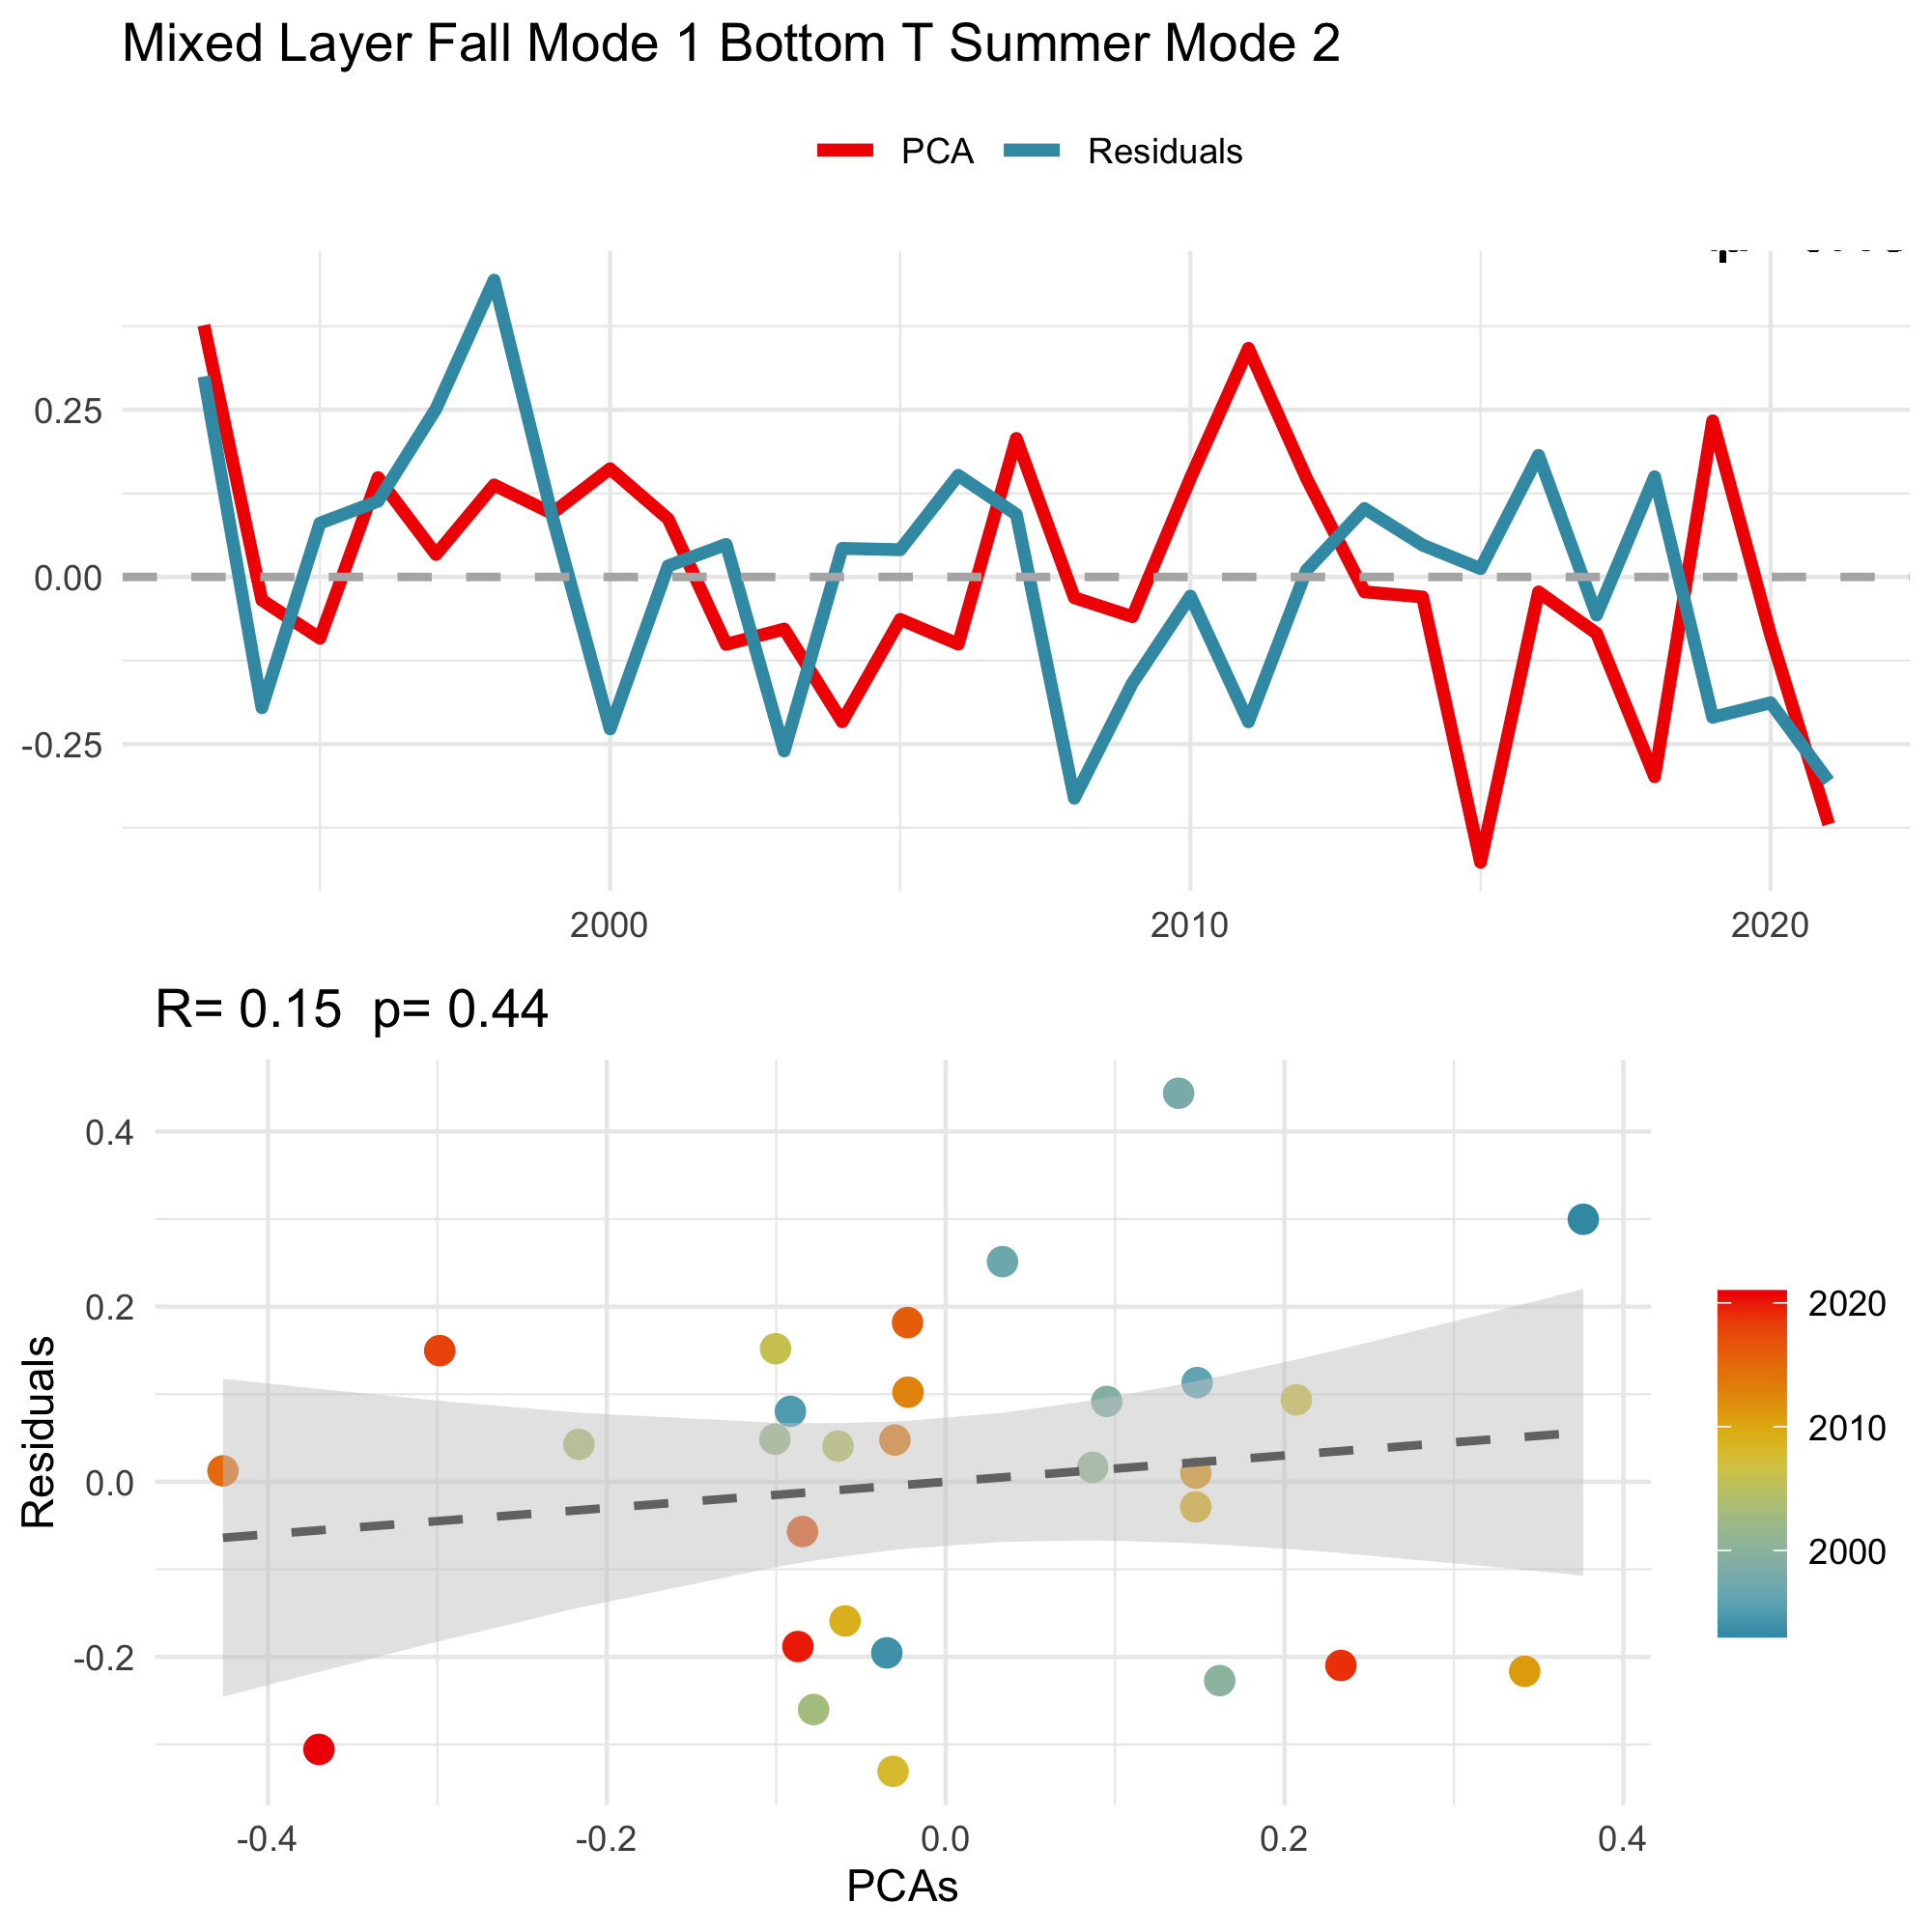 Mixed Layer Fall Mode 1 Bottom T Summer Mode 2
PCA Residuals
0.25
0.00
-0.25
2000 2010 2020
R= 0.15 p= 0.44
Residuals
0.4
0.2
0.0
-0.2
-0.4 -0.2 0.0 0.2 0.4
PCAs
2020
2010
2000